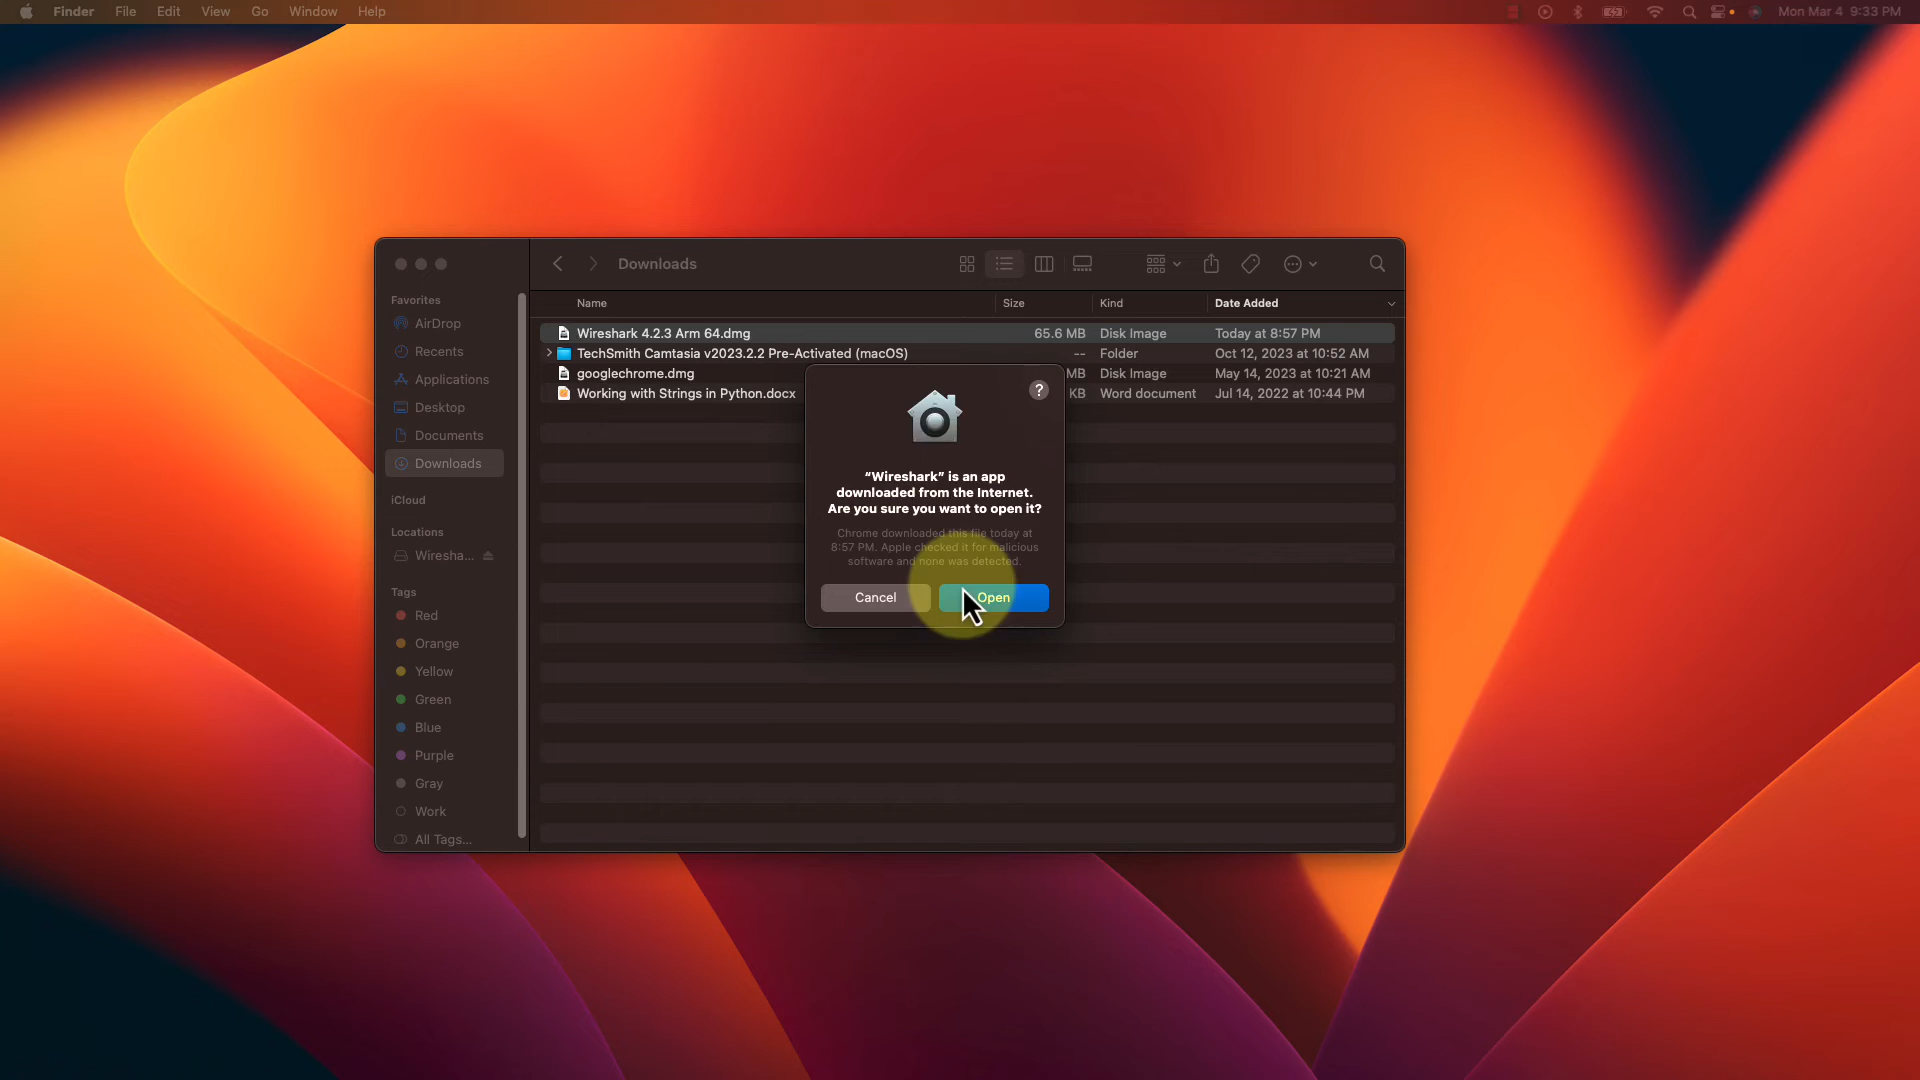 Finder File Edit View Go Window Help Mon Mar 4 9:33 PM
Downloads
Favorites
AirDrop
Recents
Applications
Desktop
Documents
Downloads
iCloud
Locations
Wiresha...
Tags
Red
Orange
Yellow
Green
Blue
Purple
Gray
Work
All Tags...
Name Size Kind Date Added
Wireshark 4.2.3 Arm 64.dmg 65.6 MB Disk Image Today at 8:57 PM
TechSmith Camtasia v2023.2.2 Pre-Activated (macOS) -- Folder Oct 12, 2023 at 10:52 AM
googlechrome.dmg MB Disk Image May 14, 2023 at 10:21 AM
Working with Strings in Python.docx KB Word document Jul 14, 2022 at 10:44 PM
?
“Wireshark” is an app
downloaded from the Internet.
Are you sure you want to open it?
Chrome downloaded this file today at
8:57 PM. Apple checked it for malicious
software and none was detected.
Cancel Open